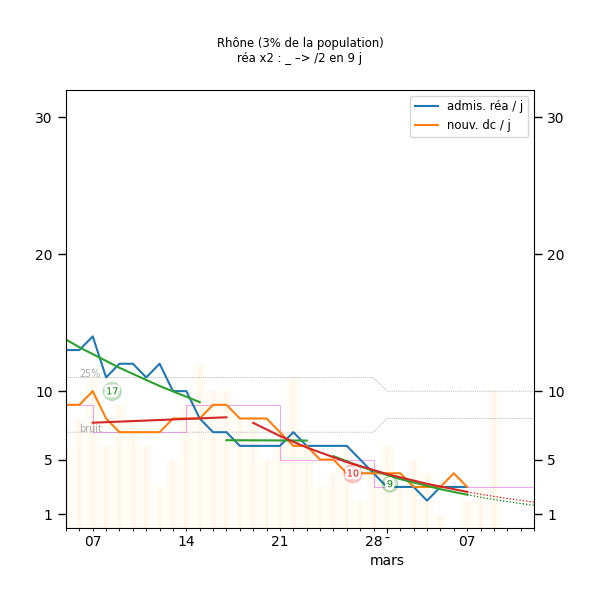 Rhône (3% de la population)
réa x2 : _ –> /2 en 9 j
admis. réa / j
nouv. dc / j
30 30
20 20
25%
17
10 10
bruit
5 5
10
9
1 1
07 14 21 28 07
mars